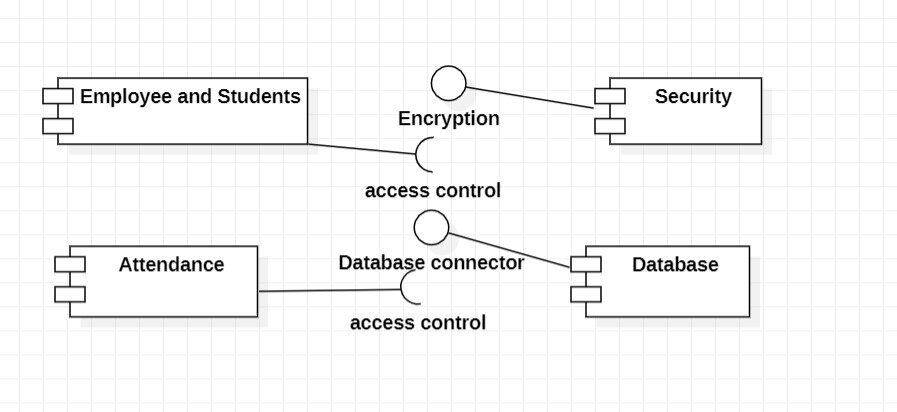 Employee and Students
Security
Encryption
access control
Attendance
Database connector
Database
access control